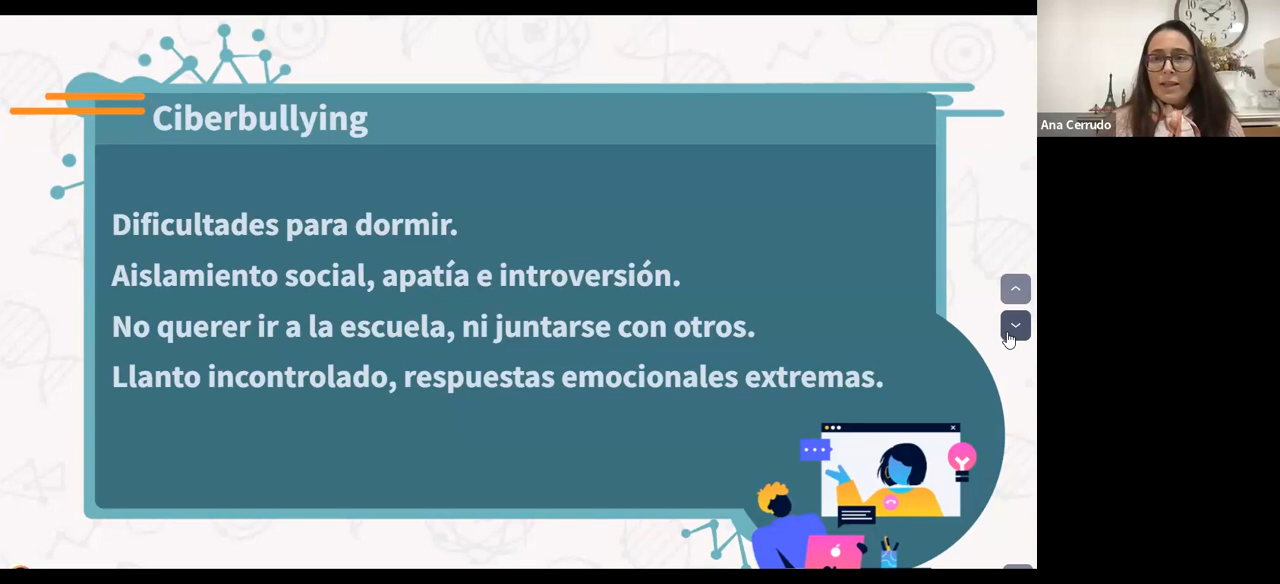 Ciberbullying
Dificultades para dormir.
Aislamiento social, apatía e introversión.
No querer ir a la escuela, ni juntarse con otros.
Llanto incontrolado, respuestas emocionales extremas.
Ana Cerrudo